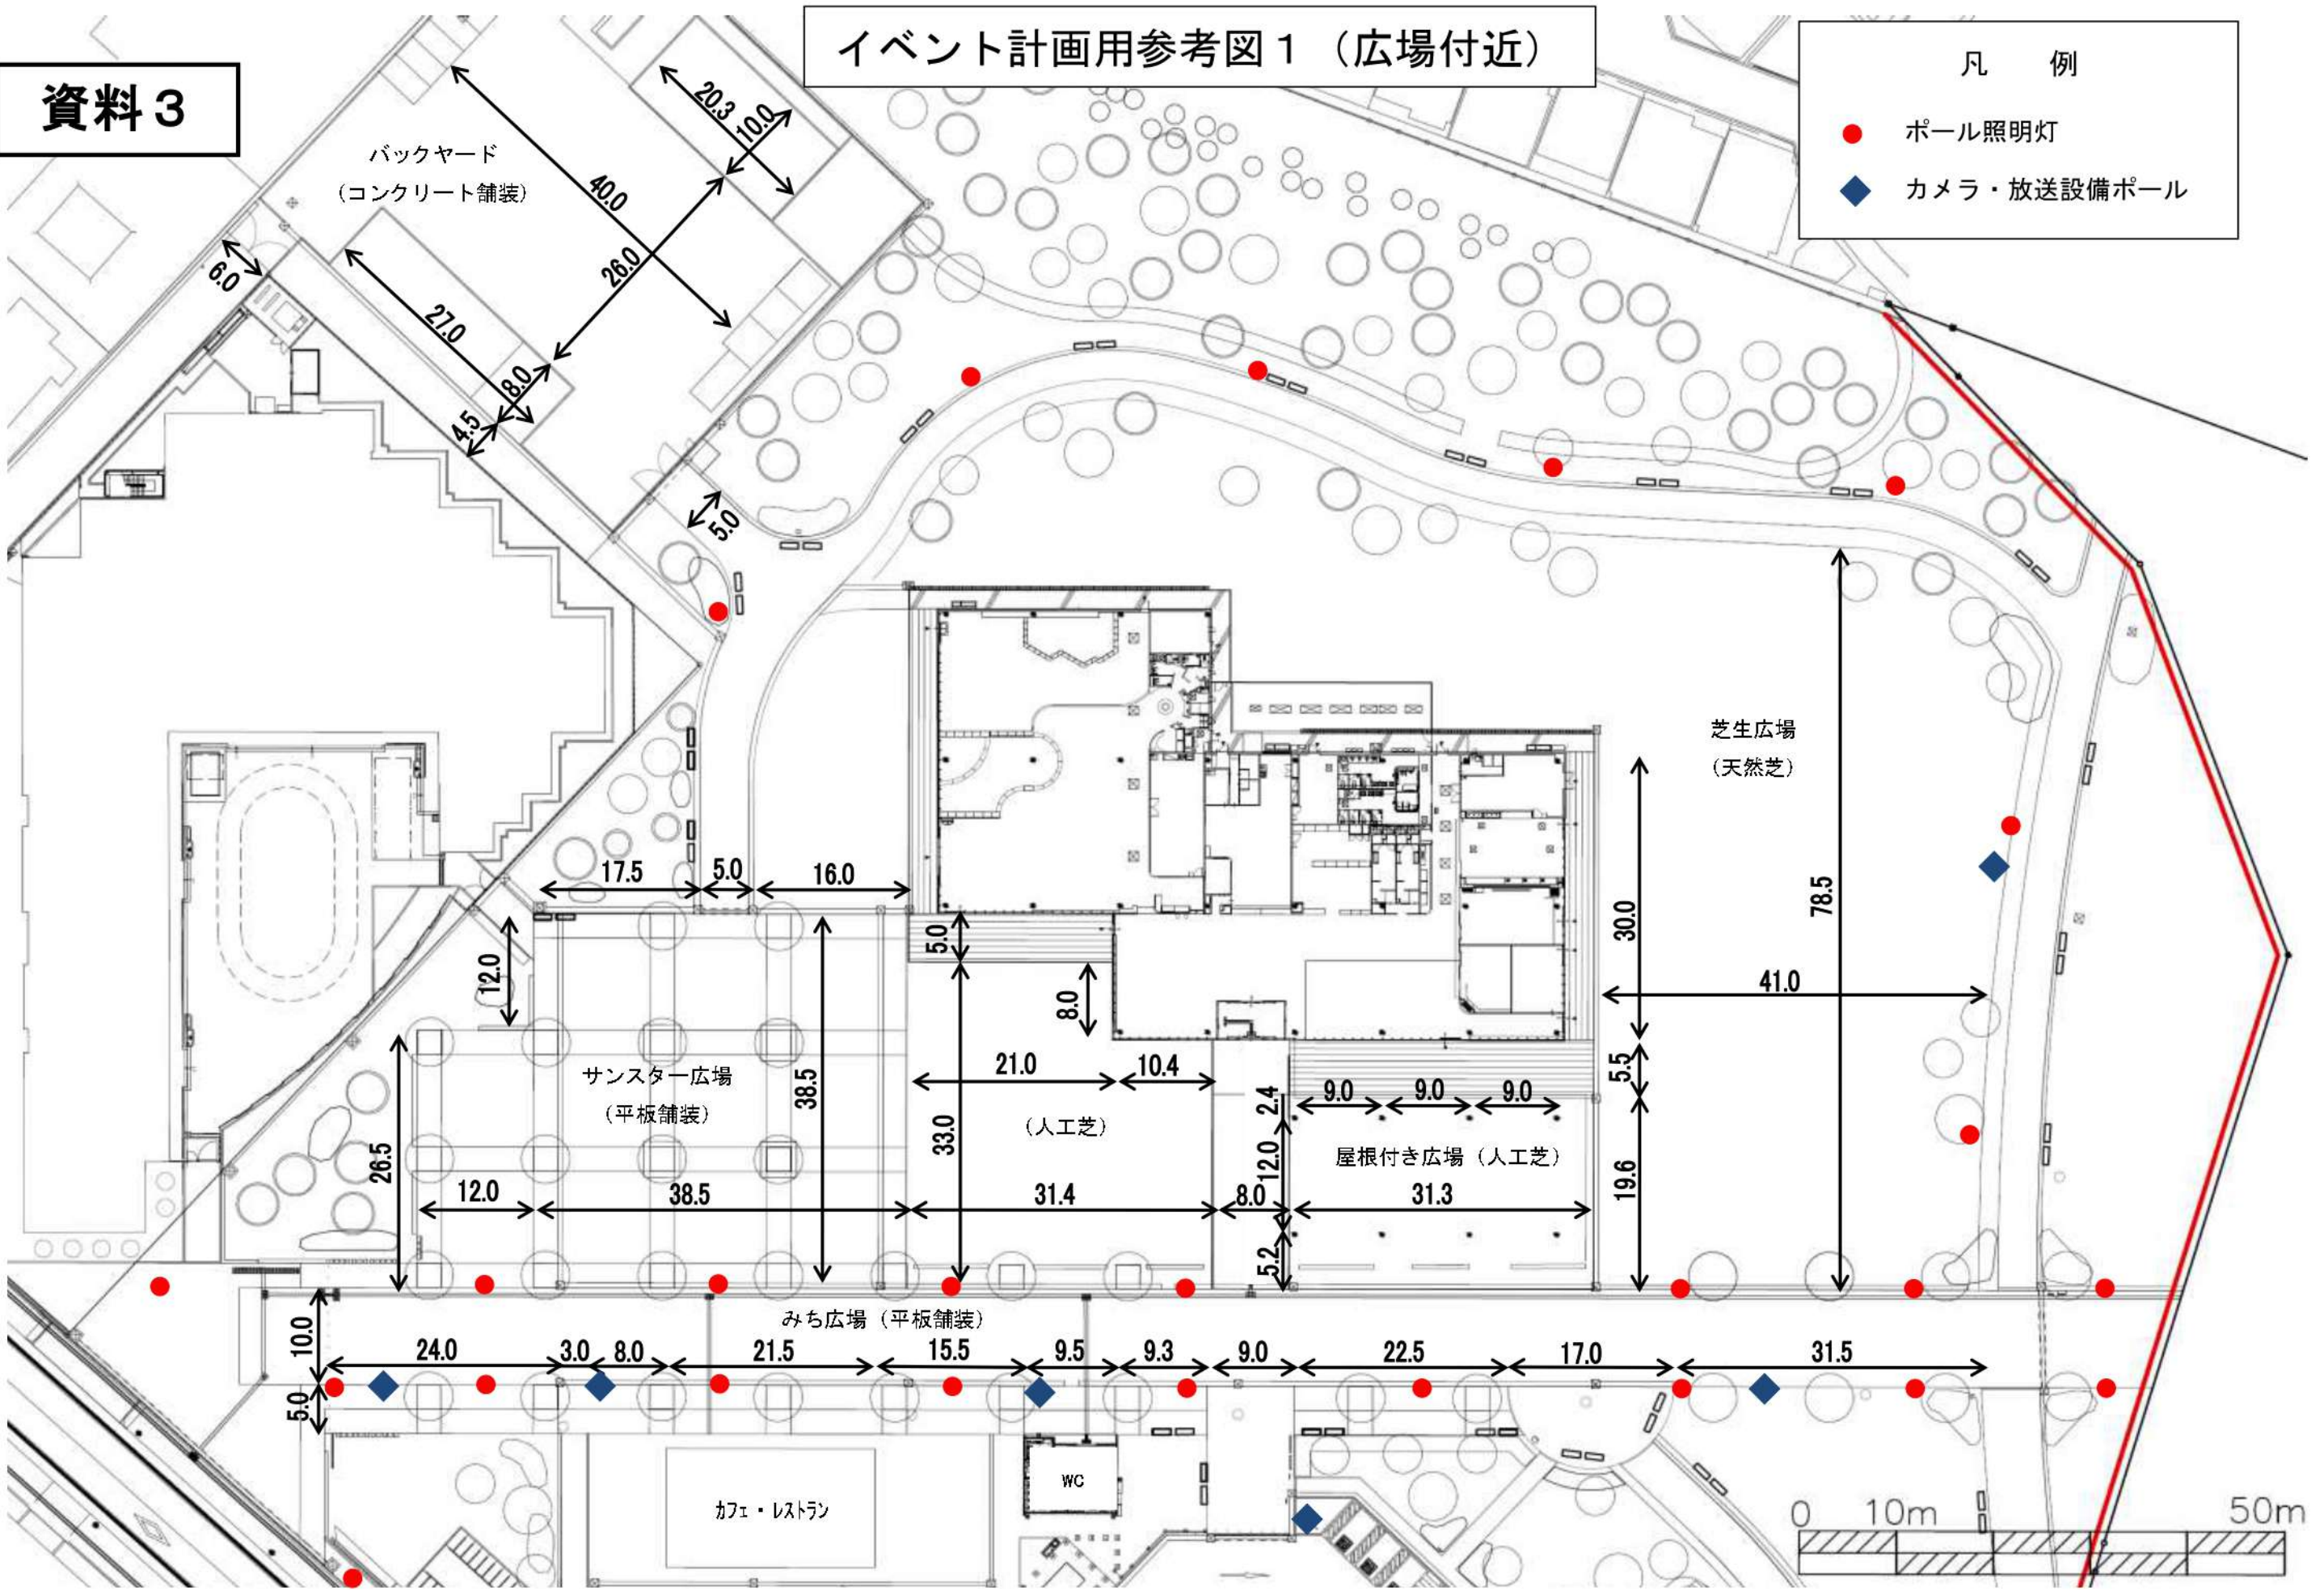 イベント計画用参考図1（広場付近）
資料3
凡　例
ポール照明灯
カメラ・放送設備ポール
バックヤード
（コンクリート舗装）
20.3
10.0
40.0
26.0
6.0
27.0
8.0
4.5
5.0
芝生広場
（天然芝）
17.5
5.0
16.0
5.0
12.0
8.0
30.0
78.5
41.0
サンスター広場
（平板舗装）
38.5
21.0
10.4
5.5
2.4
9.0
9.0
9.0
（人工芝）
33.0
26.5
12.0
屋根付き広場（人工芝）
19.6
12.0
38.5
31.4
8.0
31.3
5.2
みち広場（平板舗装）
10.0
24.0
3.0
8.0
21.5
15.5
9.5
9.3
9.0
22.5
17.0
31.5
5.0
WC
カフェ・レストラン
0
10m
50m